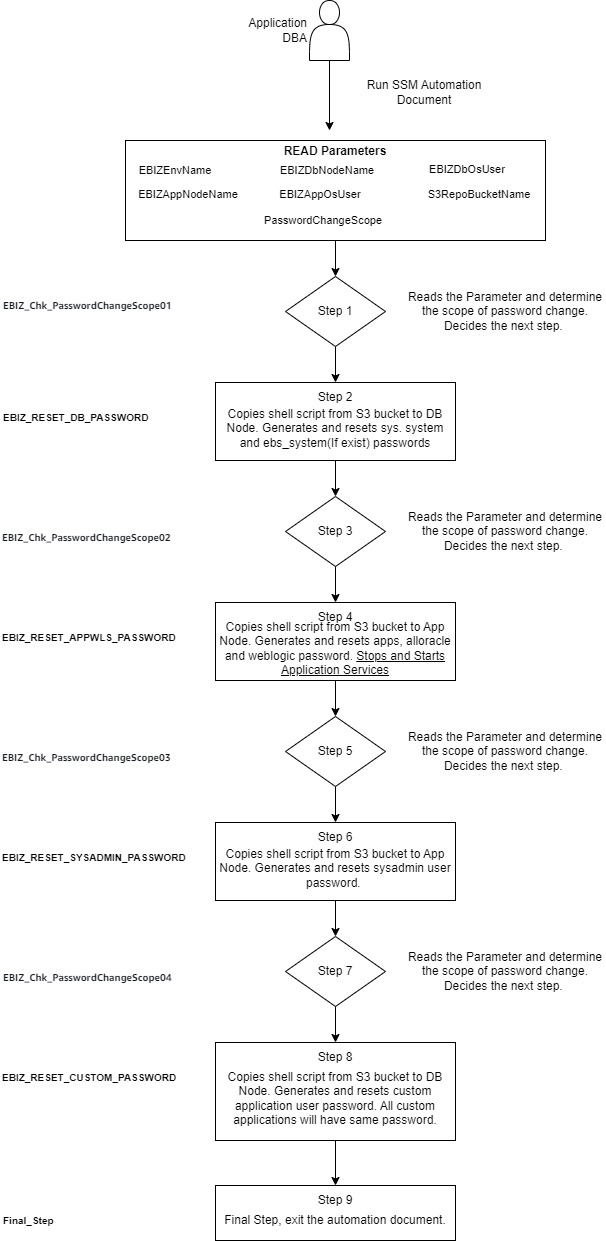 Application
DBA
Run SSM Automation
Document
READ Parameters
EBIZEnvName EBIZDbNodeName EBIZDbOsUser
EBIZAppNodeName EBIZAppOsUser S3RepoBucketName
PasswordChangeScope
EBIZ_Chk_PasswordChangeScope01
Step 1
Reads the Parameter and determine
the scope of password change.
Decides the next step.
EBIZ_RESET_DB_PASSWORD
Step 2
Copies shell script from S3 bucket to DB
Node. Generates and resets sys. system
and ebs_system(If exist) passwords
EBIZ_Chk_PasswordChangeScope02
Step 3
Reads the Parameter and determine
the scope of password change.
Decides the next step.
EBIZ_RESET_APPWLS_PASSWORD
Step 4
Copies shell script from S3 bucket to App
Node. Generates and resets apps, alloracle
and weblogic password. Stops and Starts
Application Services
EBIZ_Chk_PasswordChangeScope03
Step 5
Reads the Parameter and determine
the scope of password change.
Decides the next step.
EBIZ_RESET_SYSADMIN_PASSWORD
Step 6
Copies shell script from S3 bucket to App
Node. Generates and resets sysadmin user
password.
EBIZ_Chk_PasswordChangeScope04
Step 7
Reads the Parameter and determine
the scope of password change.
Decides the next step.
EBIZ_RESET_CUSTOM_PASSWORD
Step 8
Copies shell script from S3 bucket to DB
Node. Generates and resets custom
application user password. All custom
applications will have same password.
Final_Step
Step 9
Final Step, exit the automation document.